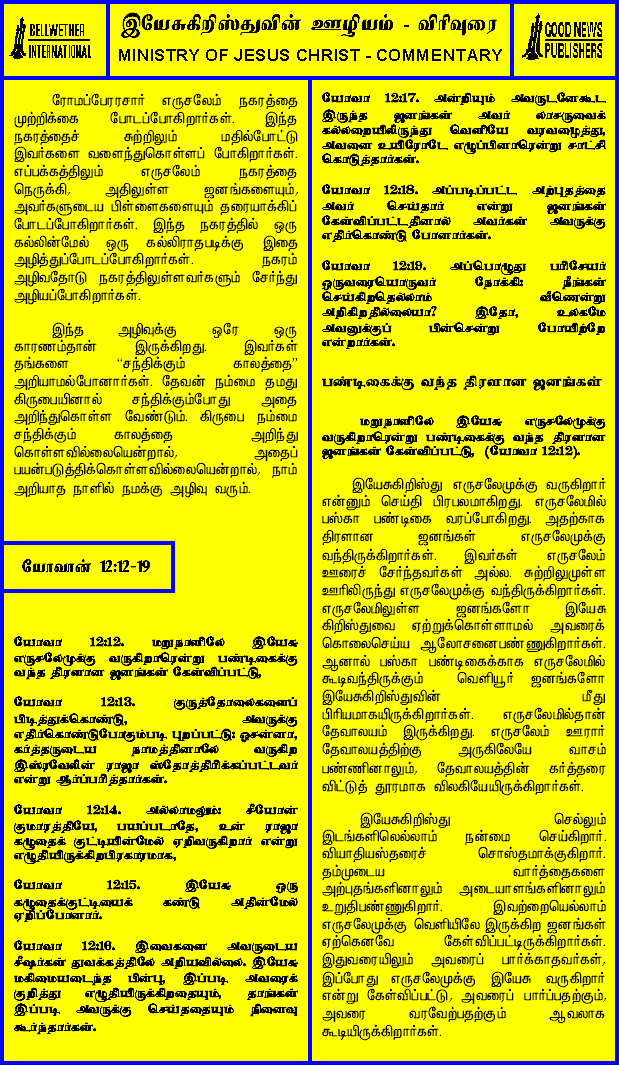 BELLWETHER
INTERNATIONAL
இயேசுகிறிஸ்துவின் ஊழியம் - விரிவுரை
MINISTRY OF JESUS CHRIST - COMMENTARY
GOOD NEWS
PUBLISHERS
ரோமப்பேரரசார் எருசலேம் நகரத்தை
முற்றிக்கை போடப்போகிறார்கள். இந்த
நகரத்தைச் சுற்றிலும் மதில்போட்டு
இவர்களை வளைந்துகொள்ளப் போகிறார்கள்.
எப்பக்கத்திலும் எருசலேம் நகரத்தை
நெருக்கி, அதிலுள்ள ஜனங்களையும்,
அவர்களுடைய பிள்ளைகளையும் தரையாக்கிப்
போடப்போகிறார்கள். இந்த நகரத்தில் ஒரு
கல்லின்மேல் ஒரு கல்லிராதபடிக்கு இதை
அழித்துப்போடப்போகிறார்கள். நகரம்
அழிவதோடு நகரத்திலுள்ளவர்களும் சேர்ந்து
அழியப்போகிறார்கள்.
இந்த அழிவுக்கு ஒரே ஒரு
காரணம்தான் இருக்கிறது. இவர்கள்
தங்களை “சந்திக்கும் காலத்தை”
அறியாமல்போனார்கள். தேவன் நம்மை தமது
கிருபையினால் சந்திக்கும்போது அதை
அறிந்துகொள்ள வேண்டும். கிருபை நம்மை
சந்திக்கும் காலத்தை அறிந்து
கொள்ளவில்லையென்றால், அதைப்
பயன்படுத்திக்கொள்ளவில்லையென்றால், நாம்
அறியாத நாளில் நமக்கு அழிவு வரும்.
யோவான் 12:12-19
யோவா 12:12. மறுநாளிலே இயேசு
எருசலேமுக்கு வருகிறாரென்று பண்டிகைக்கு
வந்த திரளான ஜனங்கள் கேள்விப்பட்டு,
யோவா 12:13. குருத்தோலைகளைப்
பிடித்துக்கொண்டு, அவருக்கு
எதிர்கொண்டுபோகும்படி புறப்பட்டு: ஓசன்னா,
கர்த்தருடைய நாமத்தினாலே வருகிற
இஸ்ரவேலின் ராஜா ஸ்தோத்திரிக்கப்பட்டவர்
என்று ஆர்ப்பரித்தார்கள்.
யோவா 12:14. அல்லாமலும்: சீயோன்
குமாரத்தியே, பயப்படாதே, உன் ராஜா
கழுதைக் குட்டியின்மேல் ஏறிவருகிறார் என்று
எழுதியிருக்கிறபிரகாரமாக,
யோவா 12:15. இயேசு ஒரு
கழுதைக்குட்டியைக் கண்டு அதின்மேல்
ஏறிப்போனார்.
யோவா 12:16. இவைகளை அவருடைய
சீஷர்கள் துவக்கத்திலே அறியவில்லை. இயேசு
மகிமையடைந்த பின்பு, இப்படி அவரைக்
குறித்து எழுதியிருக்கிறதையும், தாங்கள்
இப்படி அவருக்கு செய்ததையும் நினைவு
கூர்ந்தார்கள்.
யோவா 12:17. அன்றியும் அவருடனேகூட
இருந்த ஜனங்கள் அவர் லாசருவைக்
கல்லறையிலிருந்து வெளியே வரவழைத்து,
அவனை உயிரோடே எழுப்பினாரென்று சாட்சி
கொடுத்தார்கள்.
யோவா 12:18. அப்படிப்பட்ட அற்புதத்தை
அவர் செய்தார் என்று ஜனங்கள்
கேள்விப்பட்டதினால் அவர்கள் அவருக்கு
எதிர்கொண்டு போனார்கள்.
யோவா 12:19. அப்பொழுது பரிசேயர்
ஒருவரையொருவர் நோக்கி: நீங்கள்
செய்கிறதெல்லாம் வீணென்று
அறிகிறதில்லையா? இதோ, உலகமே
அவனுக்குப் பின்சென்று போயிற்றே
என்றார்கள்.
பண்டிகைக்கு வந்த திரளான ஜனங்கள்
மறுநாளிலே இயேசு எருசலேமுக்கு
வருகிறாரென்று பண்டிகைக்கு வந்த திரளான
ஜனங்கள் கேள்விப்பட்டு, (யோவா 12:12).
இயேசுகிறிஸ்து எருசலேமுக்கு வருகிறார்
என்னும் செய்தி பிரபலமாகிறது. எருசலேமில்
பஸ்கா பண்டிகை வரப்போகிறது. அதற்காக
திரளான ஜனங்கள் எருசலேமுக்கு
வந்திருக்கிறார்கள். இவர்கள் எருசலேம்
ஊரைச் சேர்ந்தவர்கள் அல்ல. சுற்றிலுமுள்ள
ஊரிலிருந்து எருசலேமுக்கு வந்திருக்கிறார்கள்.
எருசலேமிலுள்ள ஜனங்களோ இயேசு
கிறிஸ்துவை ஏற்றுக்கொள்ளாமல் அவரைக்
கொலைசெய்ய ஆலோசனைபண்ணுகிறார்கள்.
ஆனால் பஸ்கா பண்டிகைக்காக எருசலேமில்
கூடிவந்திருக்கும் வெளியூர் ஜனங்களோ
இயேசுகிறிஸ்துவின் மீது
பிரியமாகயிருக்கிறார்கள். எருசலேமில்தான்
தேவாலயம் இருக்கிறது. எருசலேம் ஊரார்
தேவாலயத்திற்கு அருகிலேயே வாசம்
பண்ணினாலும், தேவாலயத்தின் கர்த்தரை
விட்டுத் தூரமாக விலகியேயிருக்கிறார்கள்.
இயேசுகிறிஸ்து செல்லும்
இடங்களிலெல்லாம் நன்மை செய்கிறார்.
வியாதியஸ்தரைச் சொஸ்தமாக்குகிறார்.
தம்முடைய வார்த்தைகளை
அற்புதங்களினாலும் அடையாளங்களினாலும்
உறுதிபண்ணுகிறார். இவற்றையெல்லாம்
எருசலேமுக்கு வெளியிலே இருக்கிற ஜனங்கள்
ஏற்கெனவே கேள்விப்பட்டிருக்கிறார்கள்.
இதுவரையிலும் அவரைப் பார்க்காதவர்கள்,
இப்போது எருசலேமுக்கு இயேசு வருகிறார்
என்று கேள்விப்பட்டு, அவரைப் பார்ப்பதற்கும்,
அவரை வரவேற்பதற்கும் ஆவலாக
கூடியிருக்கிறார்கள்.